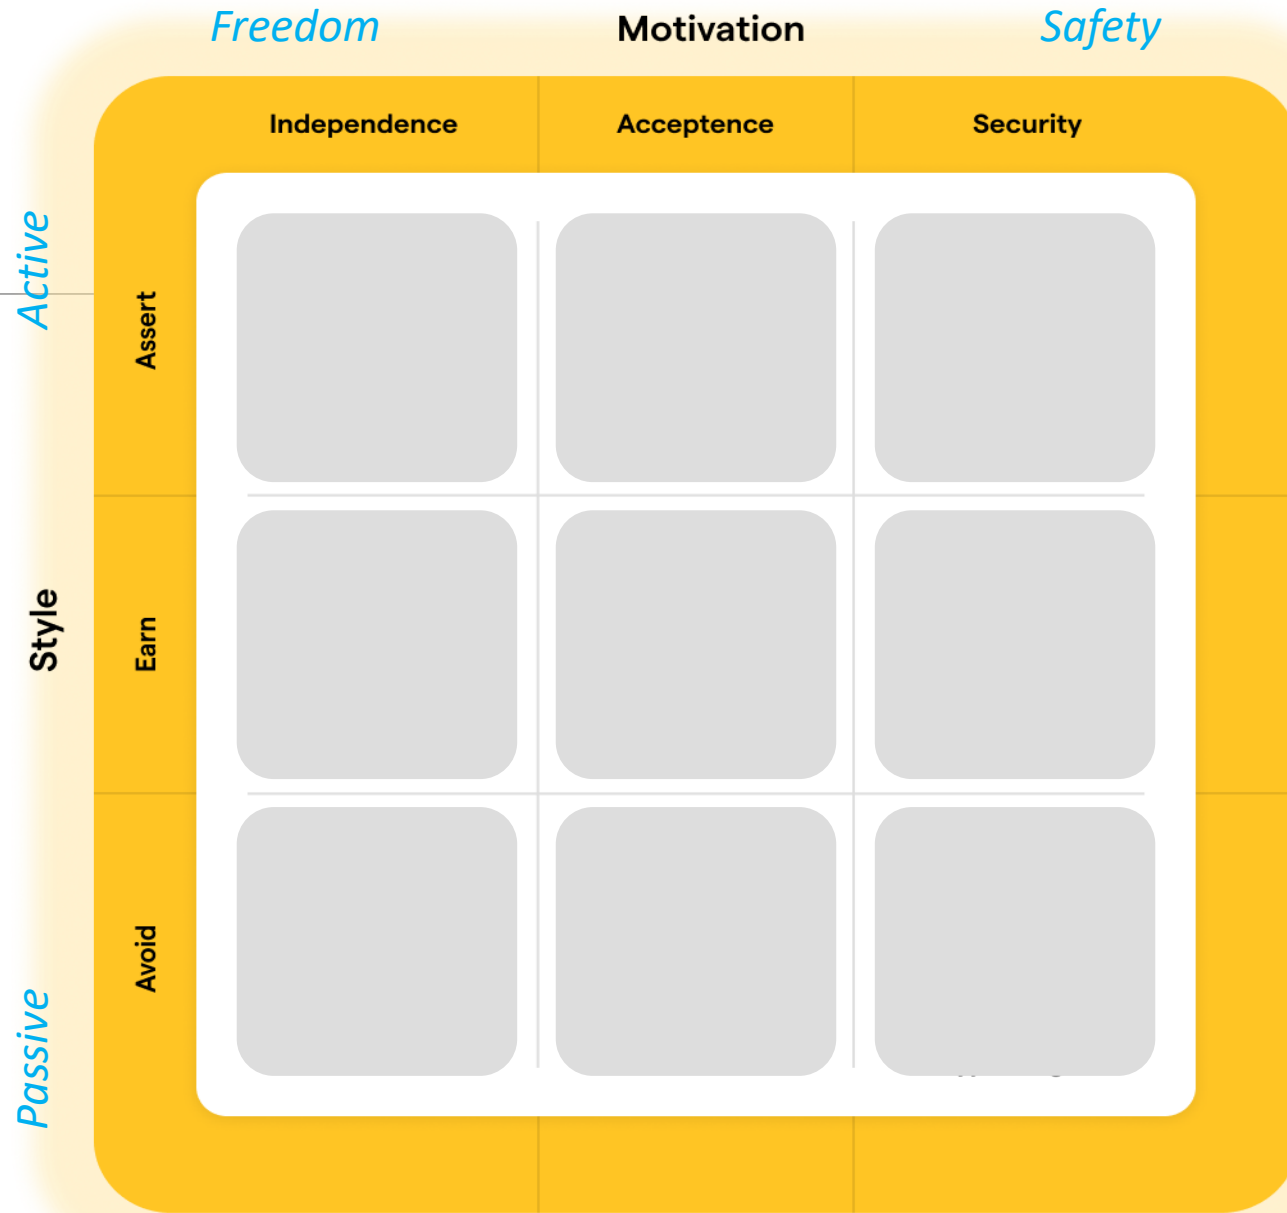 Freedom
Motivation
Safety
Independence
Acceptence
Security
Active
Assert
Style
Earn
Avoid
Passive